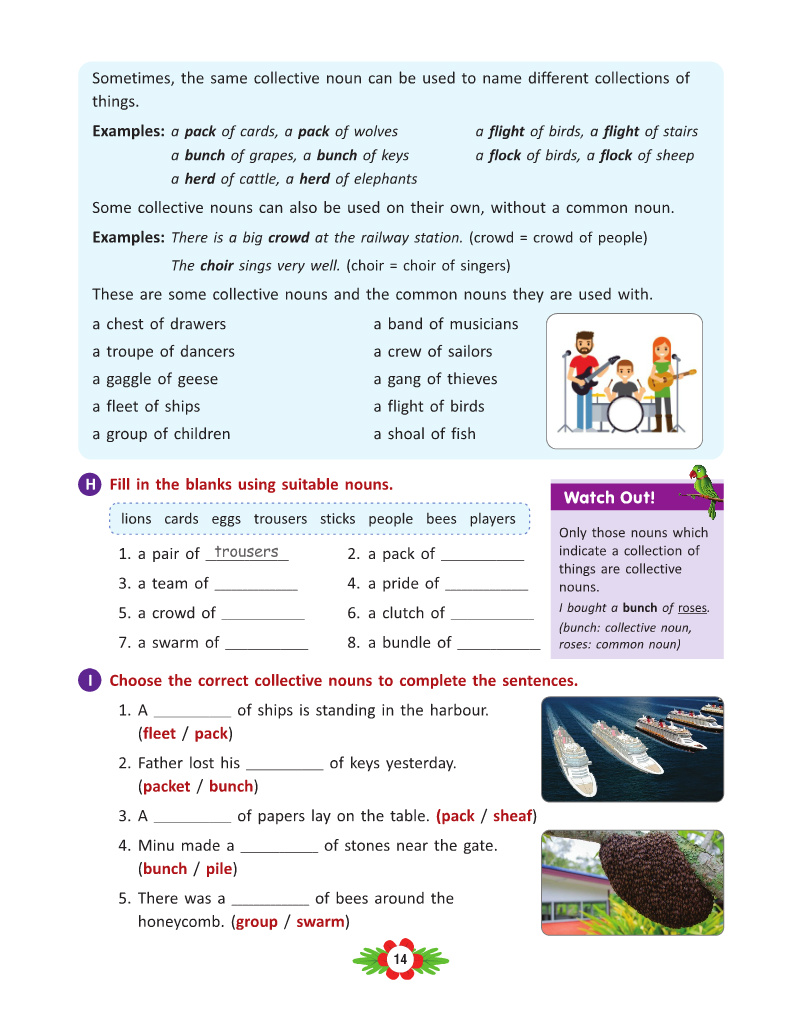 Sometimes, the same collective noun can be used to name different collections of
things.
Examples: a pack of cards, a pack of wolves
a flight of birds, a flight of stairs
a bunch of grapes, a bunch of keys
a flock of birds, a flock of sheep
a herd of cattle, a herd of elephants
Some collective nouns can also be used on their own, without a common noun.
Examples: There is a big crowd at the railway station. (crowd = crowd of people)
The choir sings very well. (choir = choir of singers)
These are some collective nouns and the common nouns they are used with.
a chest of drawers
a band of musicians
a troupe of dancers
a crew of sailors
a gaggle of geese
a gang of thieves
a fleet of ships
a flight of birds
a group of children
a shoal of fish
H Fill in the blanks using suitable nouns.
lions cards eggs trousers sticks people bees players
1. a pair of trousers
2. a pack of __________
3. a team of __________
4. a pride of __________
5. a crowd of __________
6. a clutch of __________
7. a swarm of __________
8. a bundle of __________
Watch Out!
Only those nouns which
indicate a collection of
things are collective
nouns.
I bought a bunch of roses.
(bunch: collective noun,
roses: common noun)
I Choose the correct collective nouns to complete the sentences.
1. A __________ of ships is standing in the harbour.
(fleet / pack)
2. Father lost his __________ of keys yesterday.
(packet / bunch)
3. A __________ of papers lay on the table. (pack / sheaf)
4. Minu made a __________ of stones near the gate.
(bunch / pile)
5. There was a __________ of bees around the
honeycomb. (group / swarm)
14